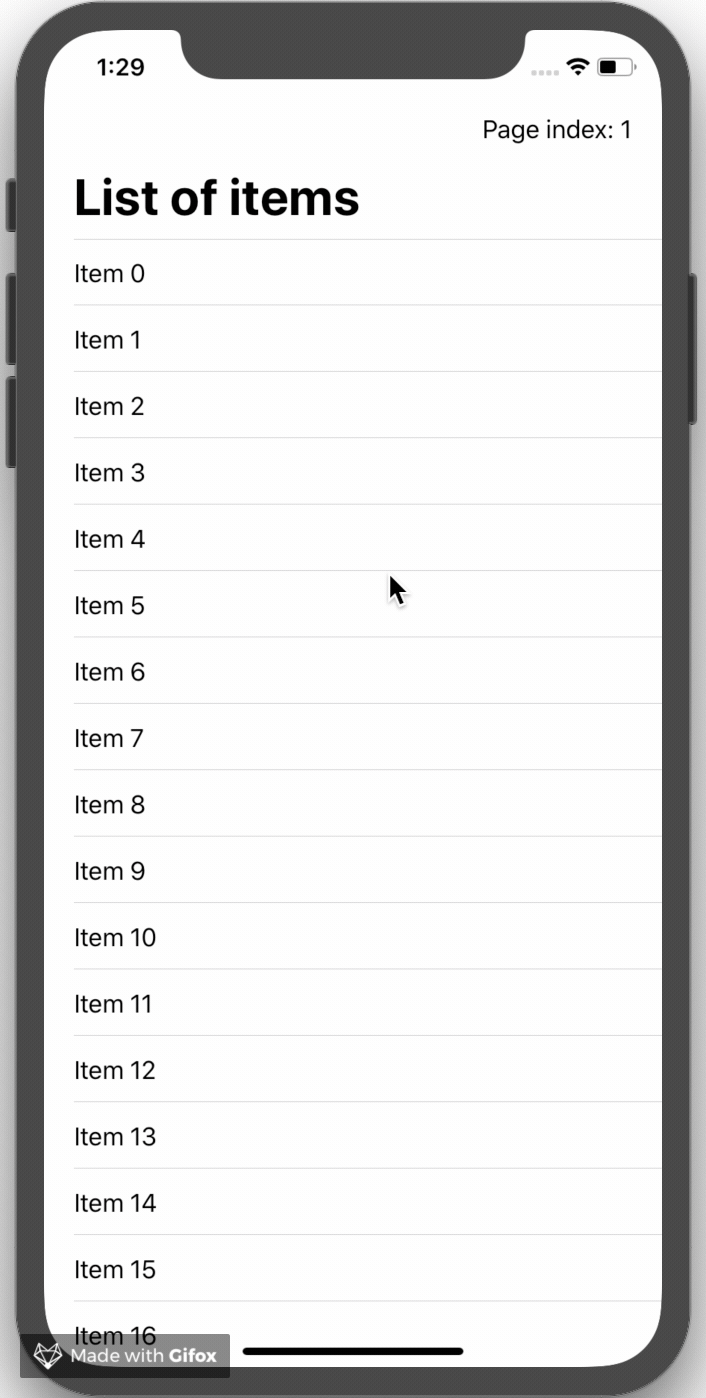 1:29
Page index: 1
List of items
Item 0
Item 1
Item 2
Item 3
Item 4
Item 5
Item 6
Item 7
Item 8
Item 9
Item 10
Item 11
Item 12
Item 13
Item 14
Item 15
Item 16
Made with Gifox